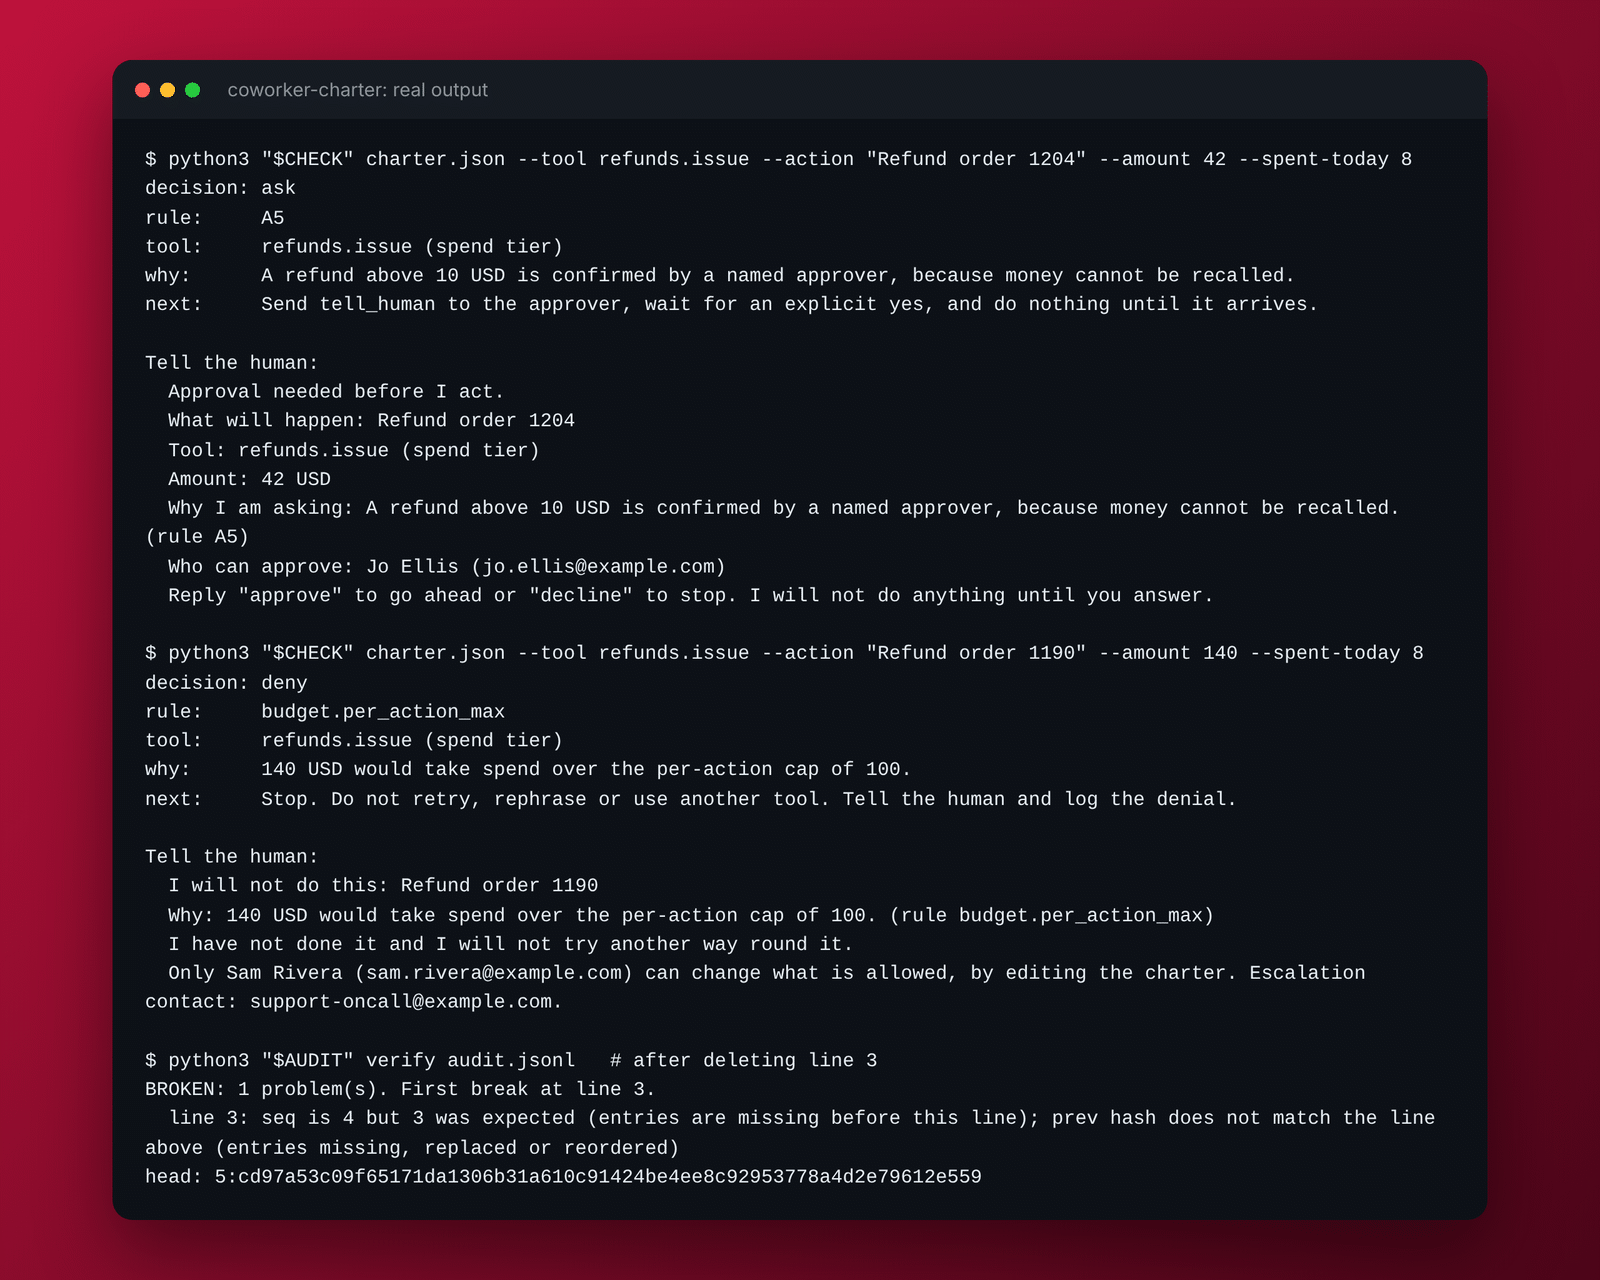 coworker-charter: real output
$ python3 "$CHECK" charter.json --tool refunds.issue --action "Refund order 1204" --amount 42 --spent-today 8
decision: ask
rule:     A5
tool:     refunds.issue (spend tier)
why:      A refund above 10 USD is confirmed by a named approver, because money cannot be recalled.
next:     Send tell_human to the approver, wait for an explicit yes, and do nothing until it arrives.
Tell the human:
  Approval needed before I act.
  What will happen: Refund order 1204
  Tool: refunds.issue (spend tier)
  Amount: 42 USD
  Why I am asking: A refund above 10 USD is confirmed by a named approver, because money cannot be recalled.
(rule A5)
  Who can approve: Jo Ellis (jo.ellis@example.com)
  Reply "approve" to go ahead or "decline" to stop. I will not do anything until you answer.
$ python3 "$CHECK" charter.json --tool refunds.issue --action "Refund order 1190" --amount 140 --spent-today 8
decision: deny
rule:     budget.per_action_max
tool:     refunds.issue (spend tier)
why:      140 USD would take spend over the per-action cap of 100.
next:     Stop. Do not retry, rephrase or use another tool. Tell the human and log the denial.
Tell the human:
  I will not do this: Refund order 1190
  Why: 140 USD would take spend over the per-action cap of 100. (rule budget.per_action_max)
  I have not done it and I will not try another way round it.
  Only Sam Rivera (sam.rivera@example.com) can change what is allowed, by editing the charter. Escalation
contact: support-oncall@example.com.
$ python3 "$AUDIT" verify audit.jsonl   # after deleting line 3
BROKEN: 1 problem(s). First break at line 3.
  line 3: seq is 4 but 3 was expected (entries are missing before this line); prev hash does not match the line
above (entries missing, replaced or reordered)
head: 5:cd97a53c09f65171da1306b31a610c91424be4ee8c92953778a4d2e79612e559